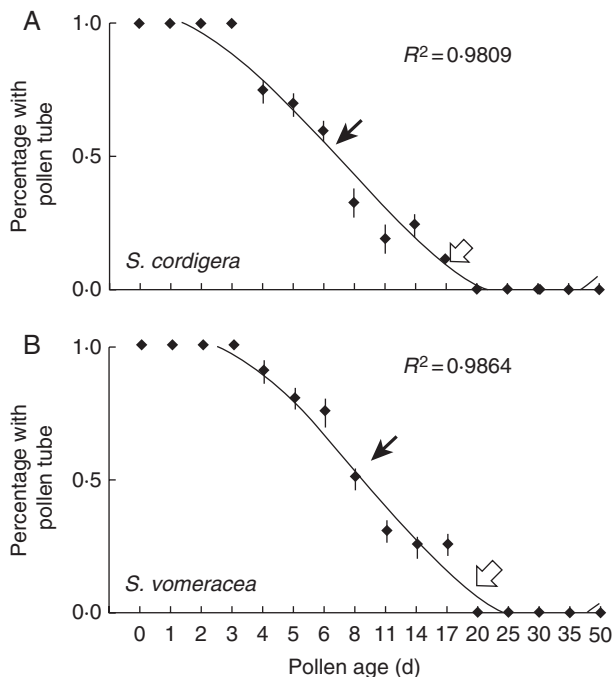 A
1·0
0·5
0·0
Percentage with
pollen tube
R² = 0·9809
S. cordigera
B
1·0
0·5
0·0
Percentage with
pollen tube
R² = 0·9864
S. vomeracea
0 1 2 3 4 5 6 8 11 14 17 20 25 30 35 50
Pollen age (d)